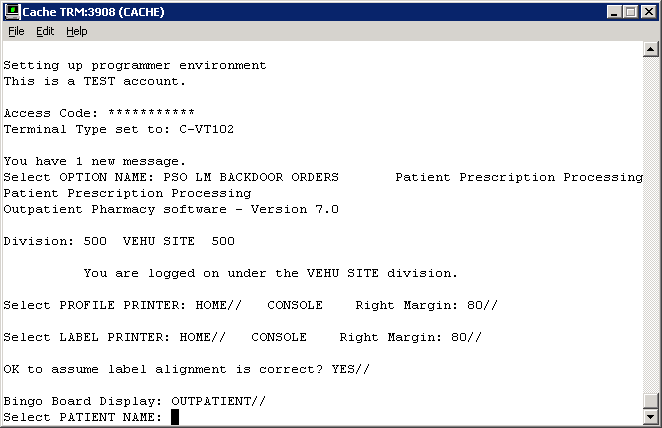 Cache TRM:3908 (CACHE)
File Edit Help
Setting up programmer environment
This is a TEST account.
Access Code: ***********
Terminal Type set to: C-VT102
You have 1 new message.
Select OPTION NAME: PSO LM BACKDOOR ORDERS       Patient Prescription Processing
Patient Prescription Processing
Outpatient Pharmacy software - Version 7.0
Division: 500  VEHU SITE  500
You are logged on under the VEHU SITE division.
Select PROFILE PRINTER: HOME//   CONSOLE    Right Margin: 80//
Select LABEL PRINTER: HOME//   CONSOLE    Right Margin: 80//
OK to assume label alignment is correct? YES//
Bingo Board Display: OUTPATIENT//
Select PATIENT NAME: